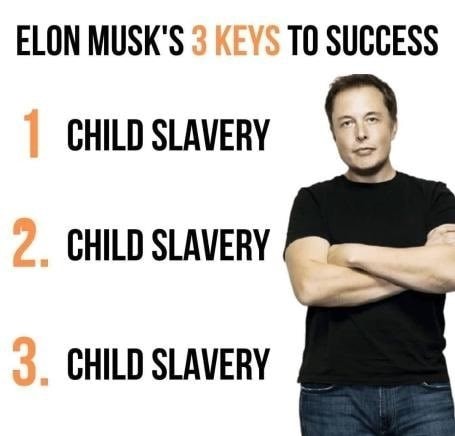 ELON MUSK'S 3 KEYS TO SUCCESS
1 CHILD SLAVERY
2. CHILD SLAVERY
3. CHILD SLAVERY